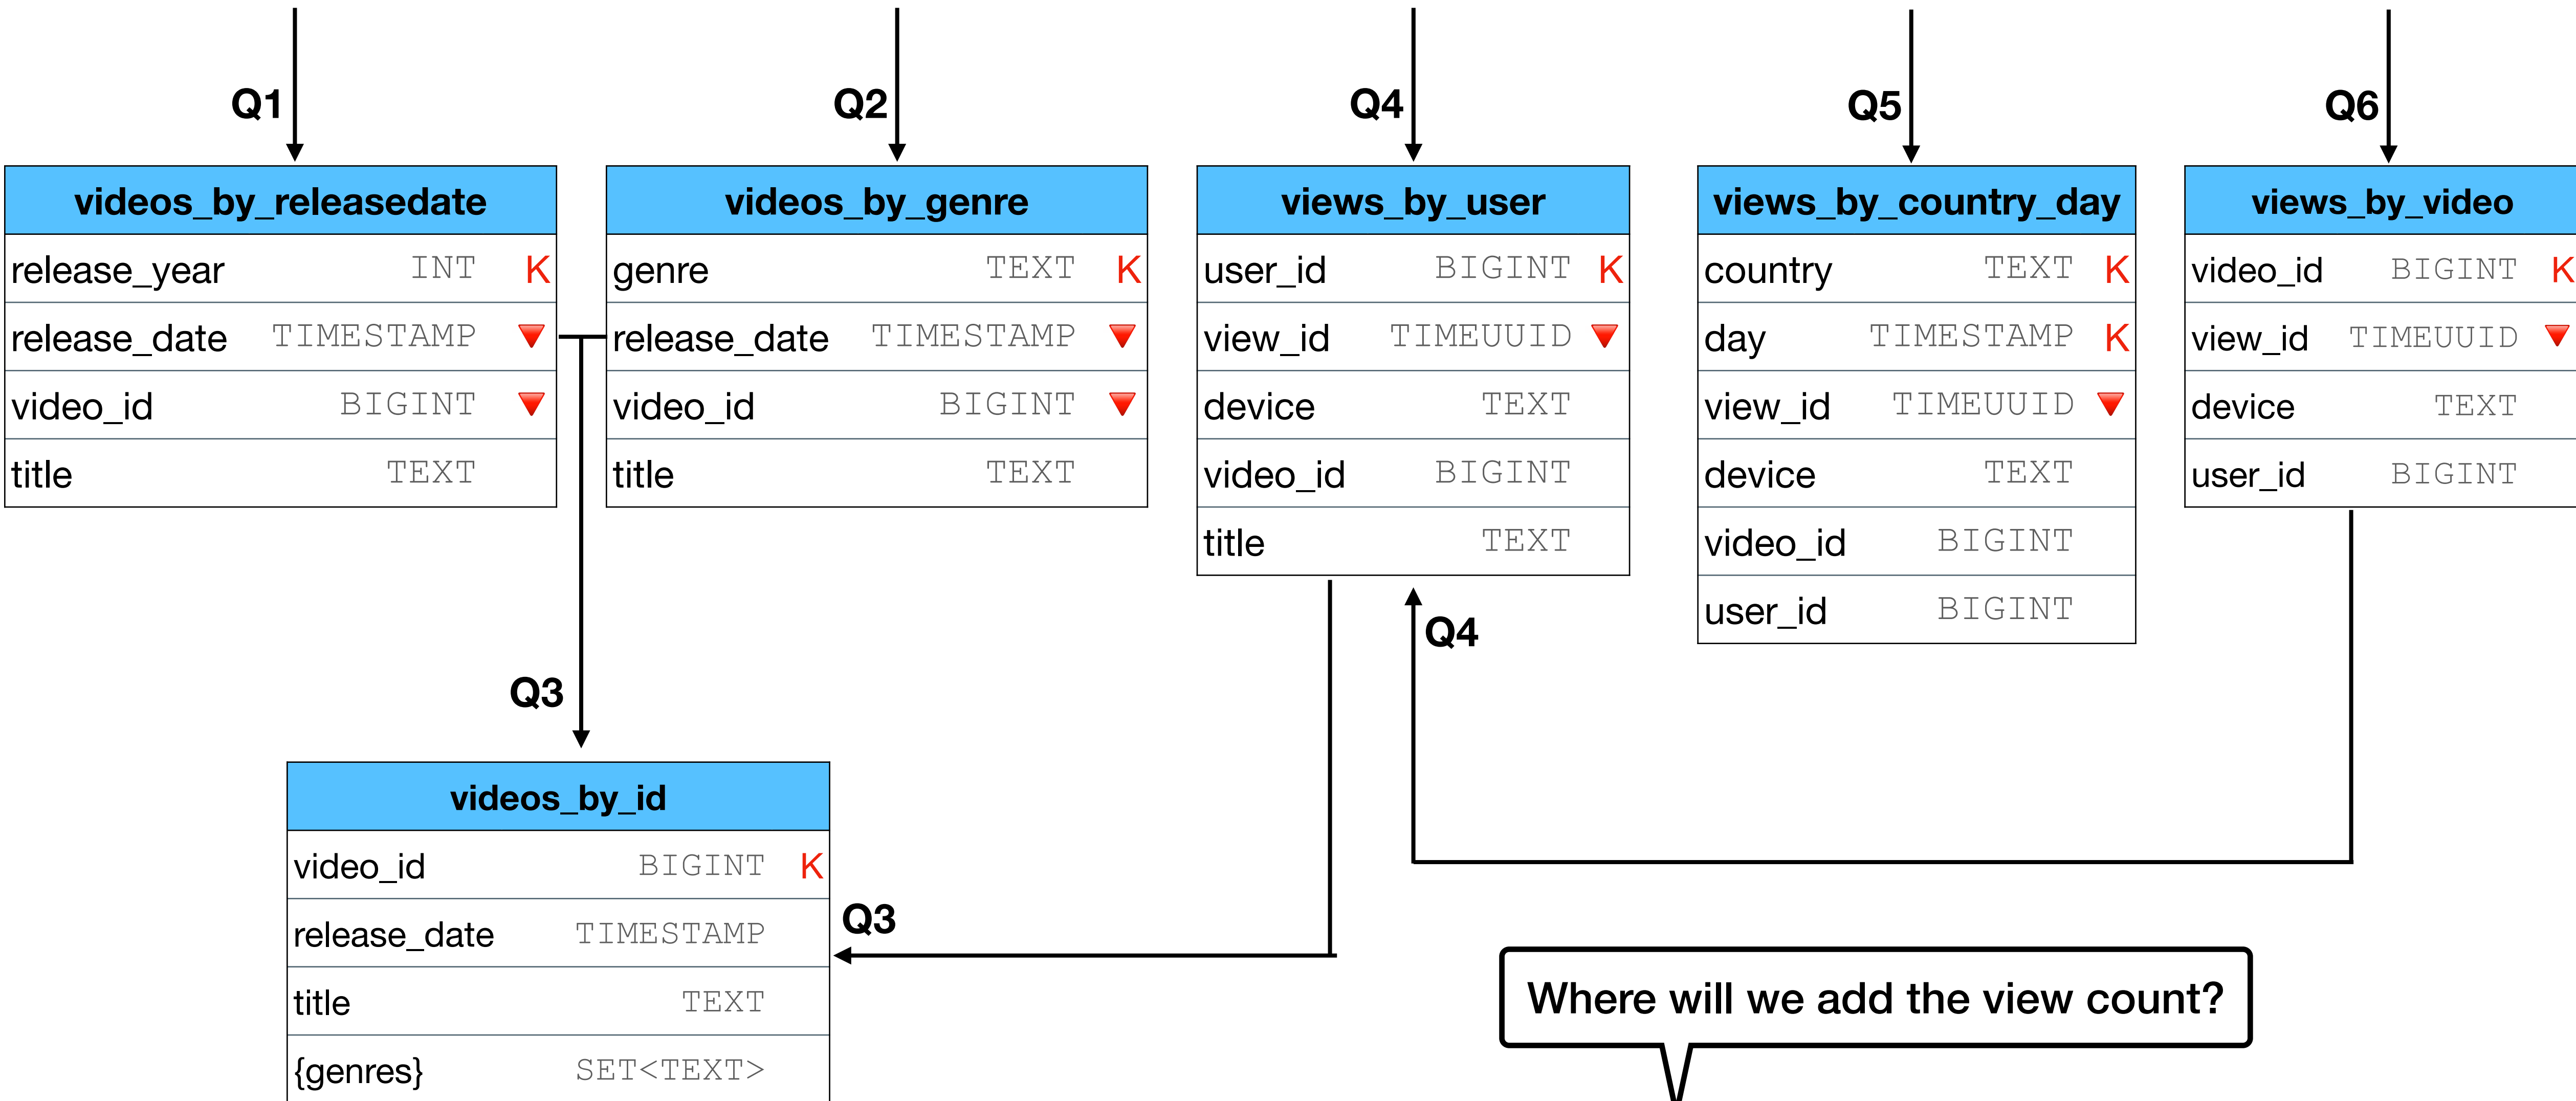 Q1
Q2
Q4
Q5
Q6
videos_by_releasedate
release_year INT K
release_date TIMESTAMP
video_id BIGINT
title TEXT
videos_by_genre
genre TEXT K
release_date TIMESTAMP
video_id BIGINT
title TEXT
views_by_user
user_id BIGINT K
view_id TIMEUUID
device TEXT
video_id BIGINT
title TEXT
views_by_country_day
country TEXT K
day TIMESTAMP K
view_id TIMEUUID
device TEXT
video_id BIGINT
user_id BIGINT
views_by_video
video_id BIGINT K
view_id TIMEUUID
device TEXT
user_id BIGINT
Q4
Q3
videos_by_id
video_id BIGINT K
release_date TIMESTAMP
title TEXT
{genres} SET<TEXT>
Q3
Where will we add the view count?